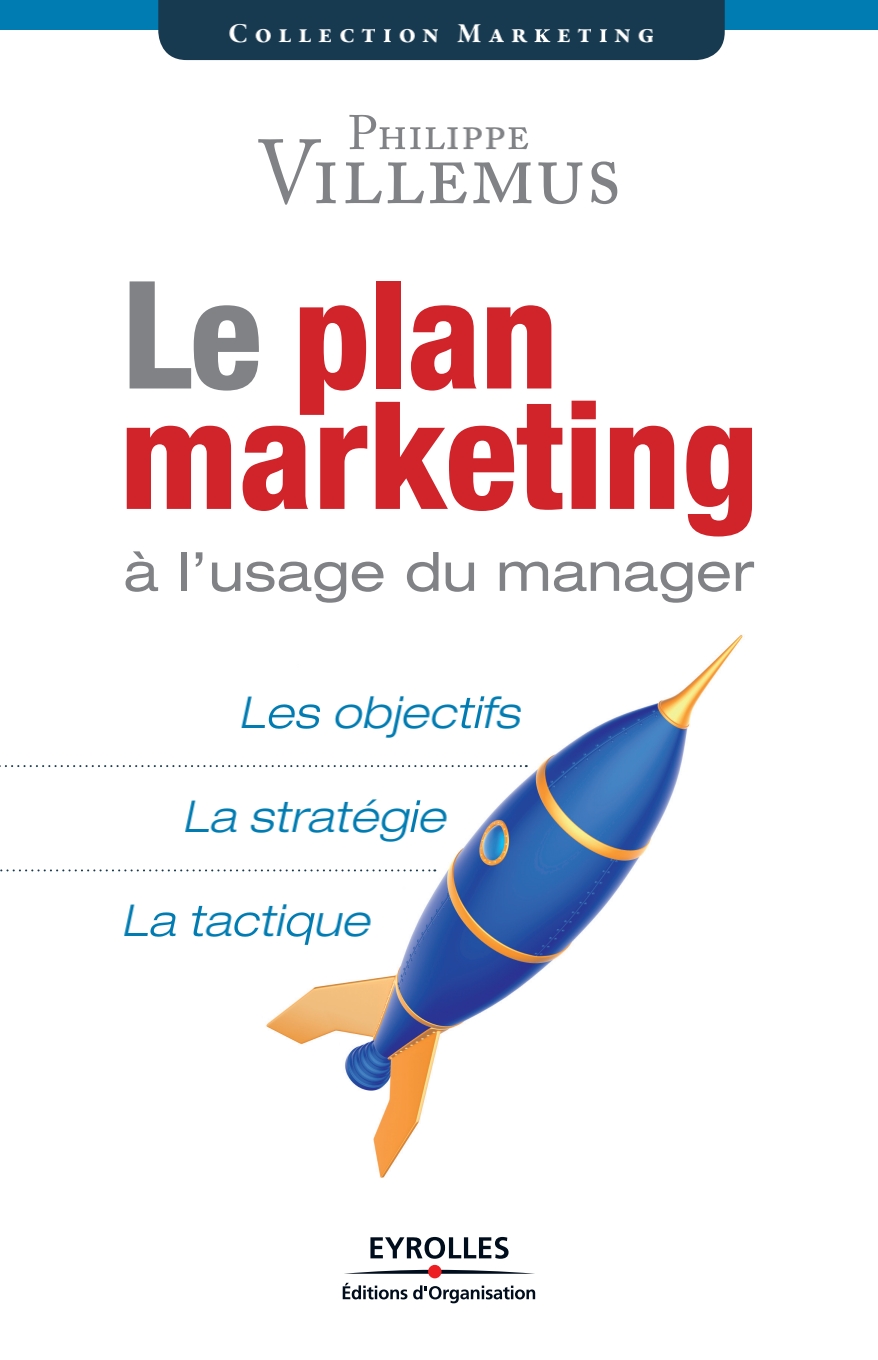 COLLECTION MARKETING
PHILIPPE
VILLEMUS
Le plan
marketing
à l'usage du manager
Les objectifs
La stratégie
La tactique
EYROLLES
Éditions d'Organisation